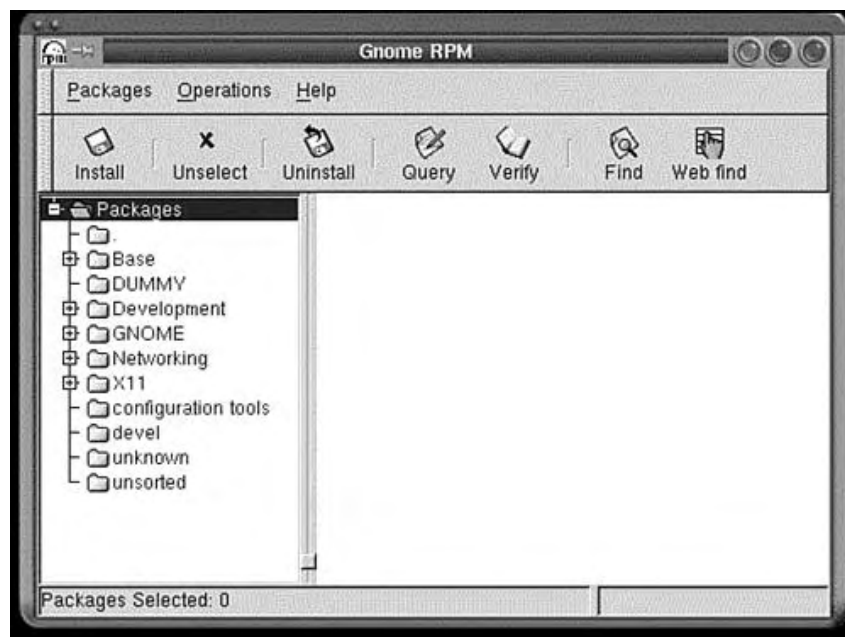 rpm
Gnome RPM
Packages Operations Help
Install Unselect Uninstall Query Verify Find Web find
Packages
.
Base
DUMMY
Development
GNOME
Networking
X11
configuration tools
devel
unknown
unsorted
Packages Selected: 0